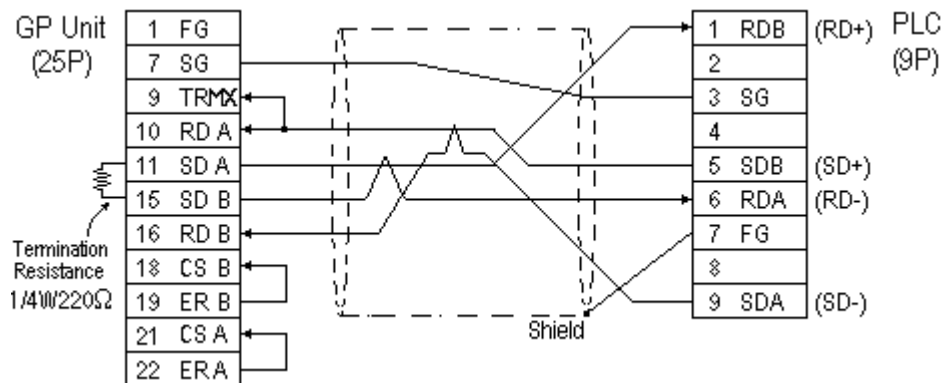 GP Unit
(25P)
1 FG
7 SG
9 TRMX
10 RD A
11 SD A
15 SD B
16 RD B
18 CS B
19 ER B
21 CS A
22 ER A
Termination
Resistance
1/4W/220Ω
Shield
PLC
(9P)
1 RDB (RD+)
2
3 SG
4
5 SDB (SD+)
6 RDA (RD-)
7 FG
8
9 SDA (SD-)